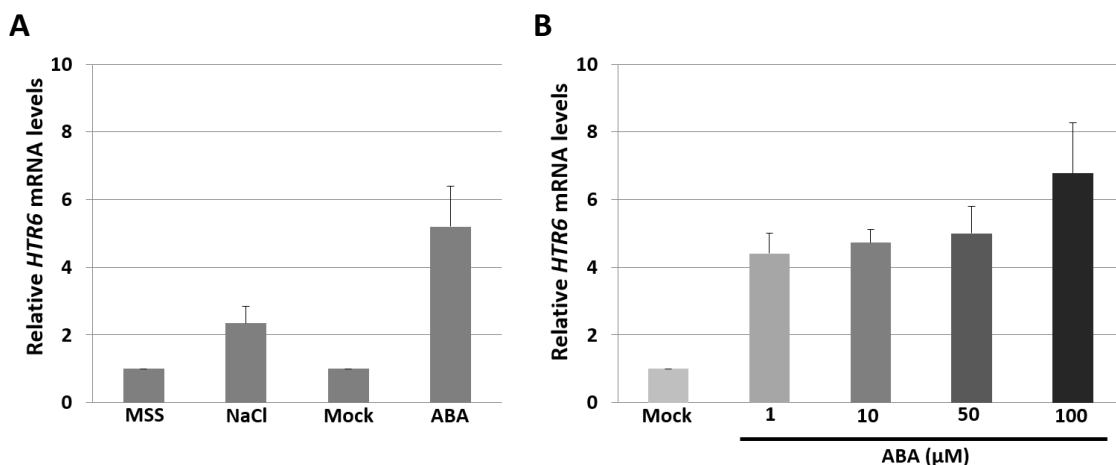 A
Relative HTR6 mRNA levels
10
8
6
4
2
0
MSS NaCl Mock ABA
B
Relative HTR6 mRNA levels
10
8
6
4
2
0
Mock 1 10 50 100
ABA (µM)